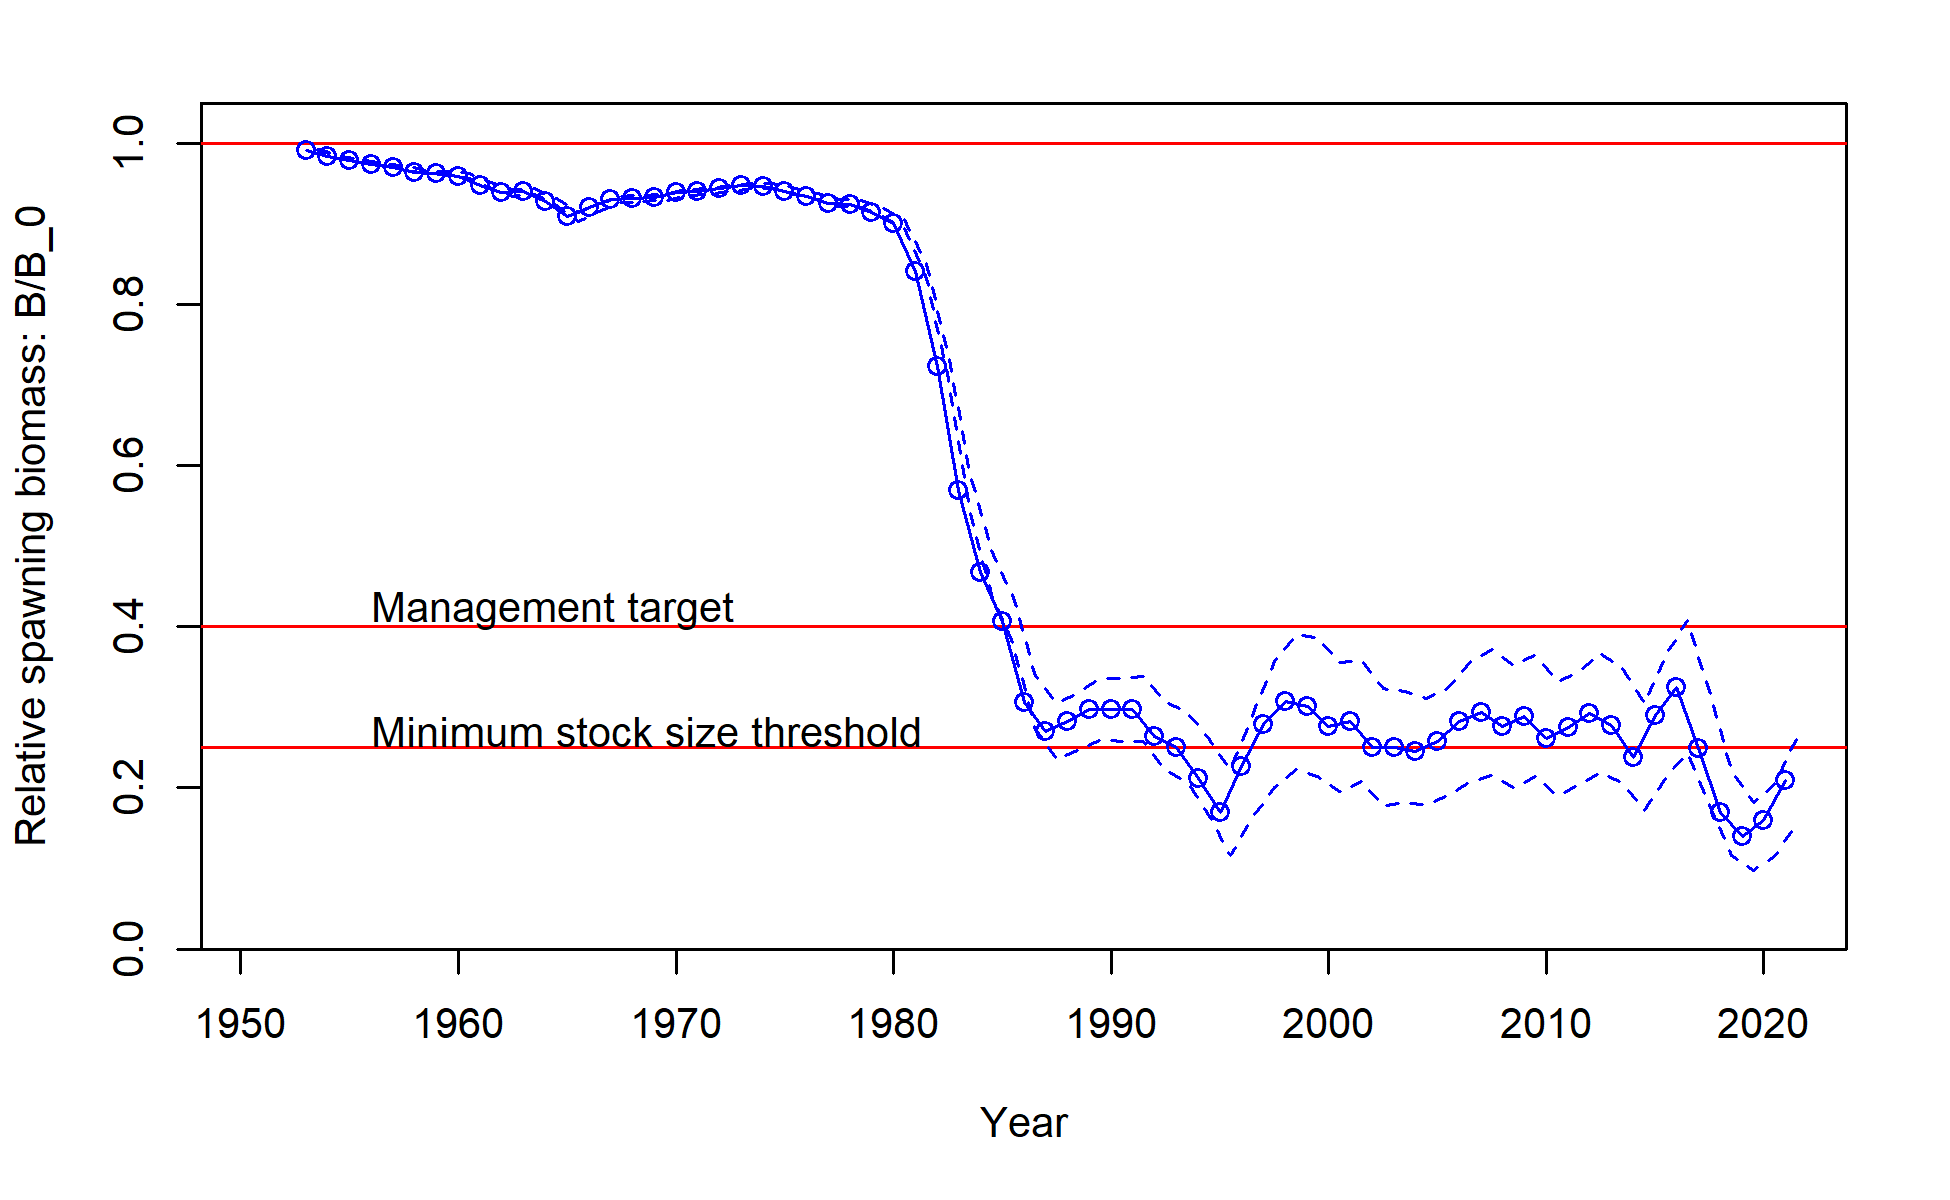 Relative spawning biomass: B/B_0
1.0
0.8
0.6
0.4
0.2
0.0
Management target
Minimum stock size threshold
1950 1960 1970 1980 1990 2000 2010 2020
Year